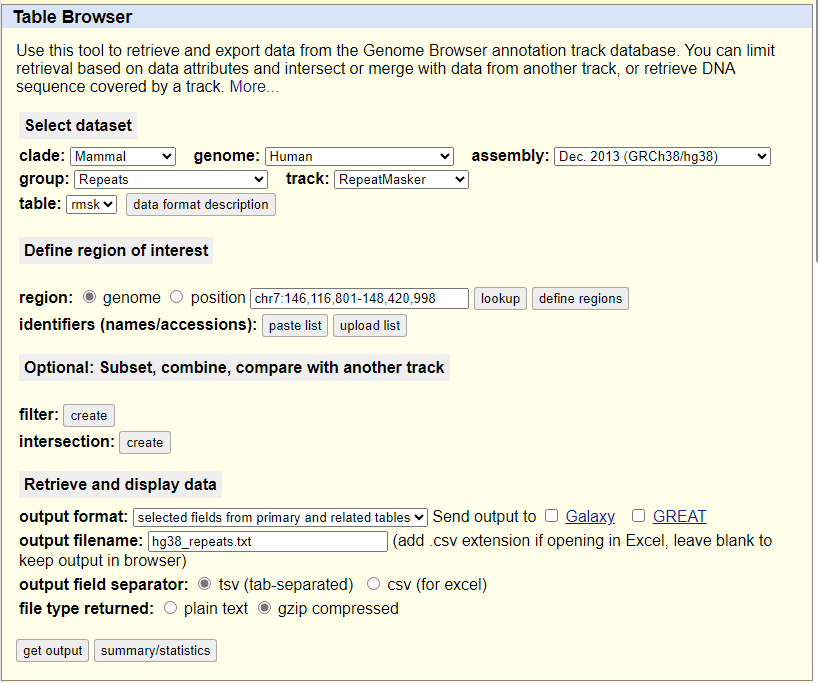 Table Browser
Use this tool to retrieve and export data from the Genome Browser annotation track database. You can limit
retrieval based on data attributes and intersect or merge with data from another track, or retrieve DNA
sequence covered by a track. More...
Select dataset
clade: Mammal genome: Human assembly: Dec. 2013 (GRCh38/hg38)
group: Repeats track: RepeatMasker
table: rmsk data format description
Define region of interest
region: genome position chr7:146,116,801-148,420,998 lookup define regions
identifiers (names/accessions): paste list upload list
Optional: Subset, combine, compare with another track
filter: create
intersection: create
Retrieve and display data
output format: selected fields from primary and related tables Send output to Galaxy GREAT
output filename: hg38_repeats.txt (add .csv extension if opening in Excel, leave blank to
keep output in browser)
output field separator: tsv (tab-separated) csv (for excel)
file type returned: plain text gzip compressed
get output summary/statistics